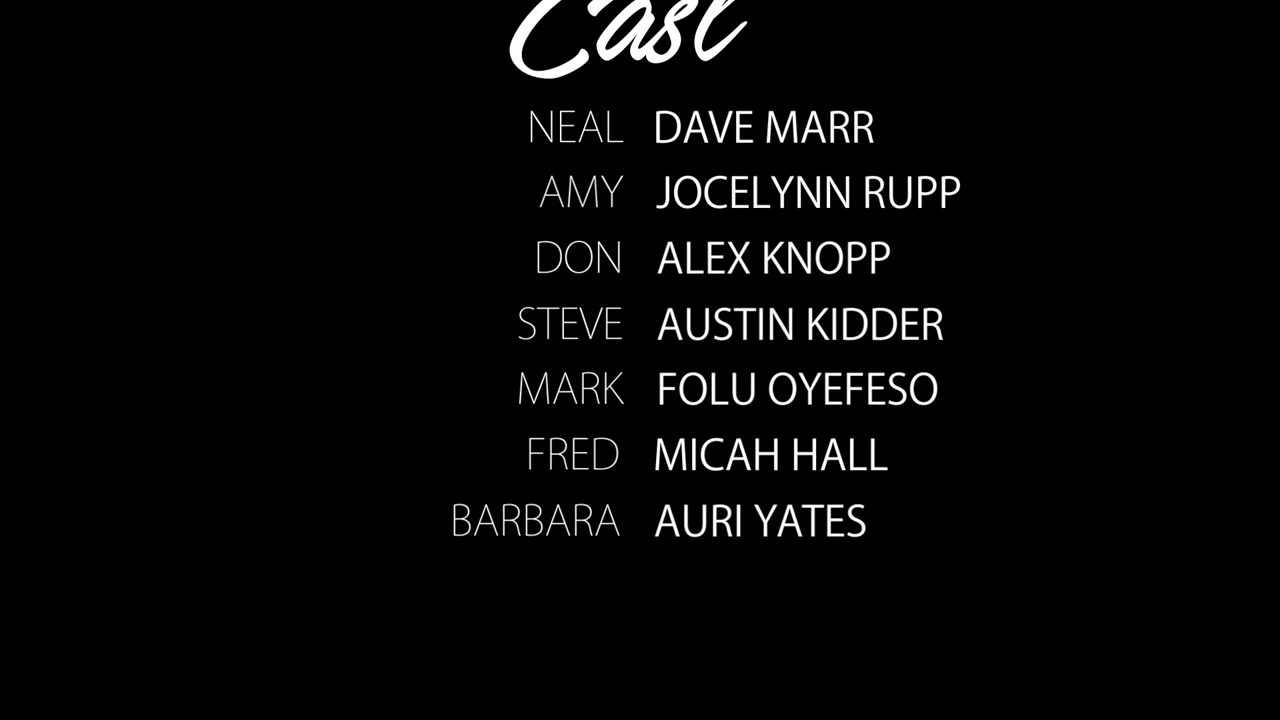 Cast
NEAL DAVE MARR
AMY JOCELYNN RUPP
DON ALEX KNOPP
STEVE AUSTIN KIDDER
MARK FOLU OYEFESO
FRED MICAH HALL
BARBARA AURI YATES